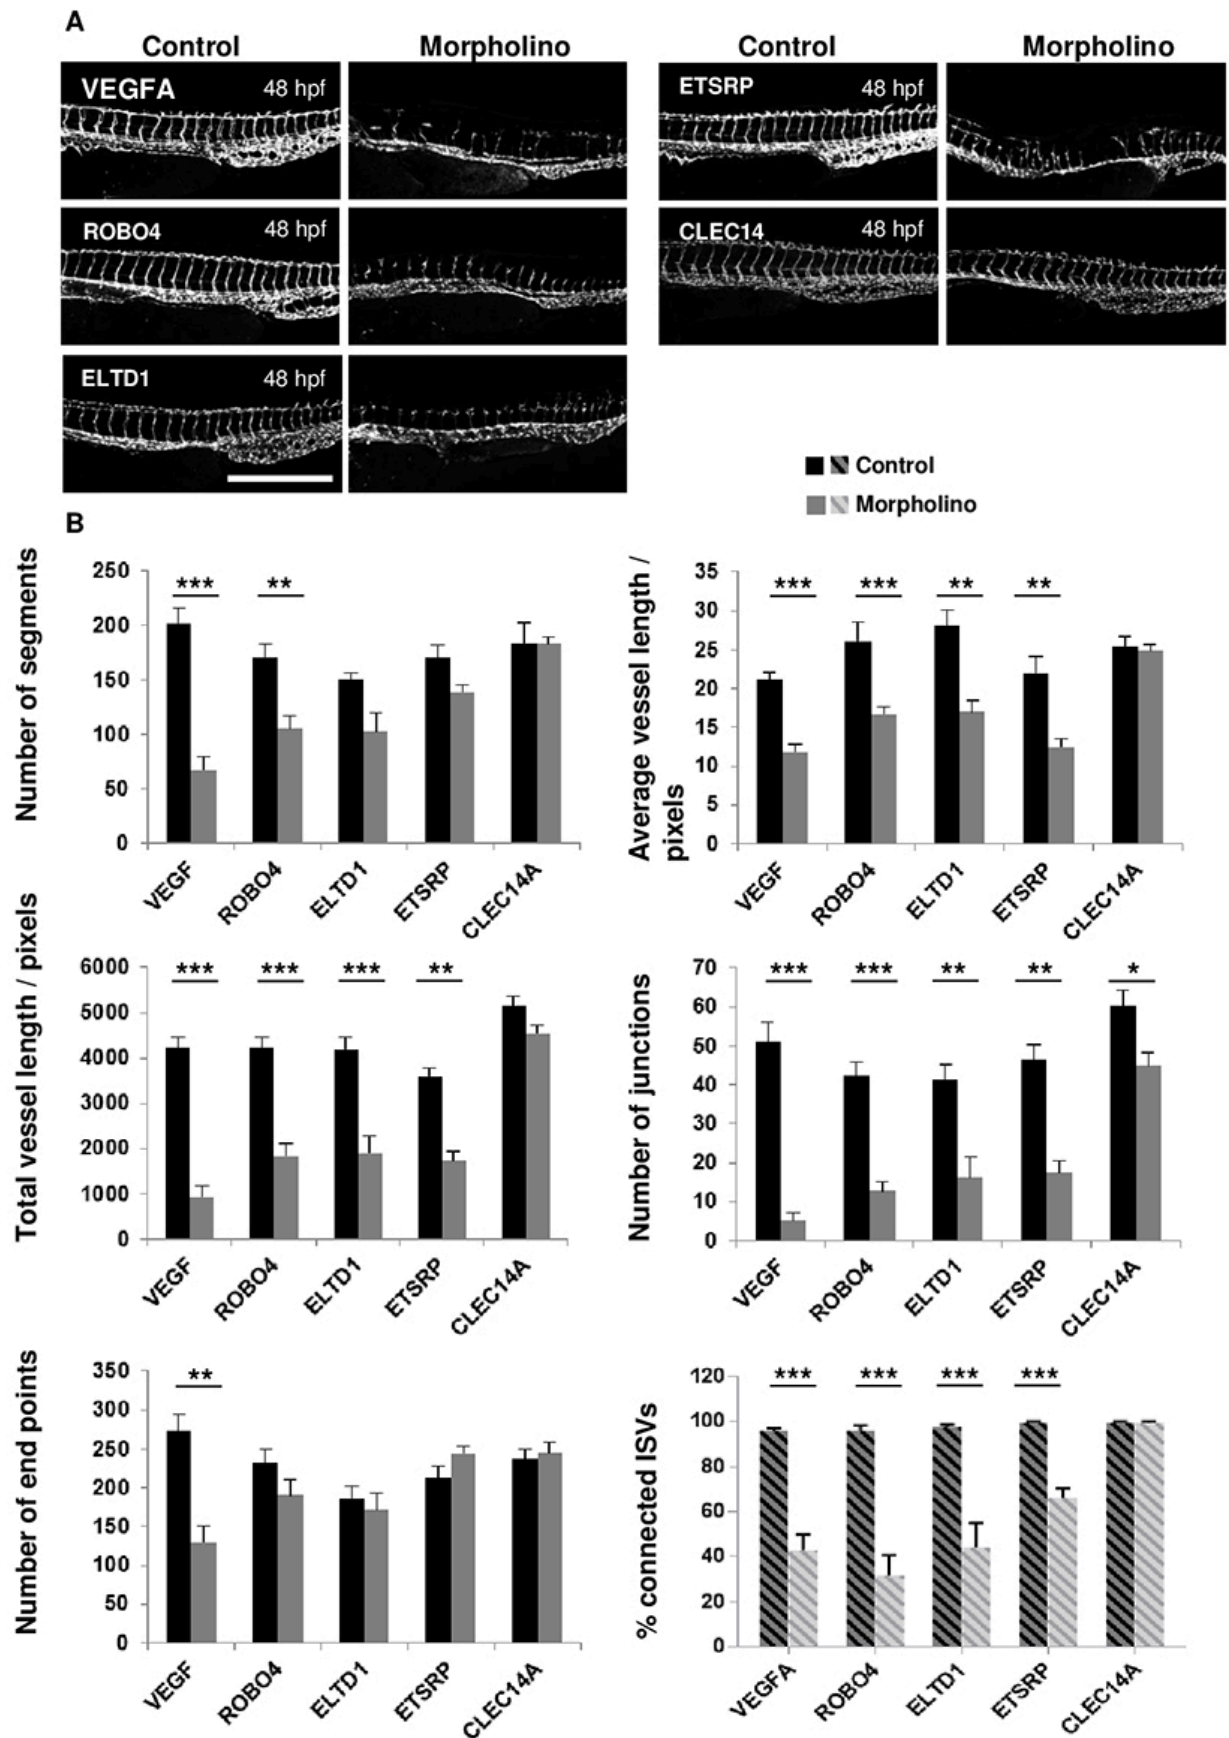 A
Control
Morpholino
Control
Morpholino
VEGFA 48 hpf
ETSRP 48 hpf
ROBO4 48 hpf
CLEC14 48 hpf
ELTD1 48 hpf
Control
Morpholino
B
Number of segments
250
200
150
100
50
0
*** **
VEGF ROBO4 ELTD1 ETSRP CLEC14A
Average vessel length /
pixels
35
30
25
20
15
10
5
0
*** *** ** **
VEGF ROBO4 ELTD1 ETSRP CLEC14A
Total vessel length / pixels
6000
5000
4000
3000
2000
1000
0
*** *** *** **
VEGF ROBO4 ELTD1 ETSRP CLEC14A
Number of junctions
70
60
50
40
30
20
10
0
*** *** ** ** *
VEGF ROBO4 ELTD1 ETSRP CLEC14A
Number of end points
350
300
250
200
150
100
50
0
**
VEGF ROBO4 ELTD1 ETSRP CLEC14A
% connected ISVs
120
100
80
60
40
20
0
*** *** *** ***
VEGFA ROBO4 ELTD1 ETSRP CLEC14A